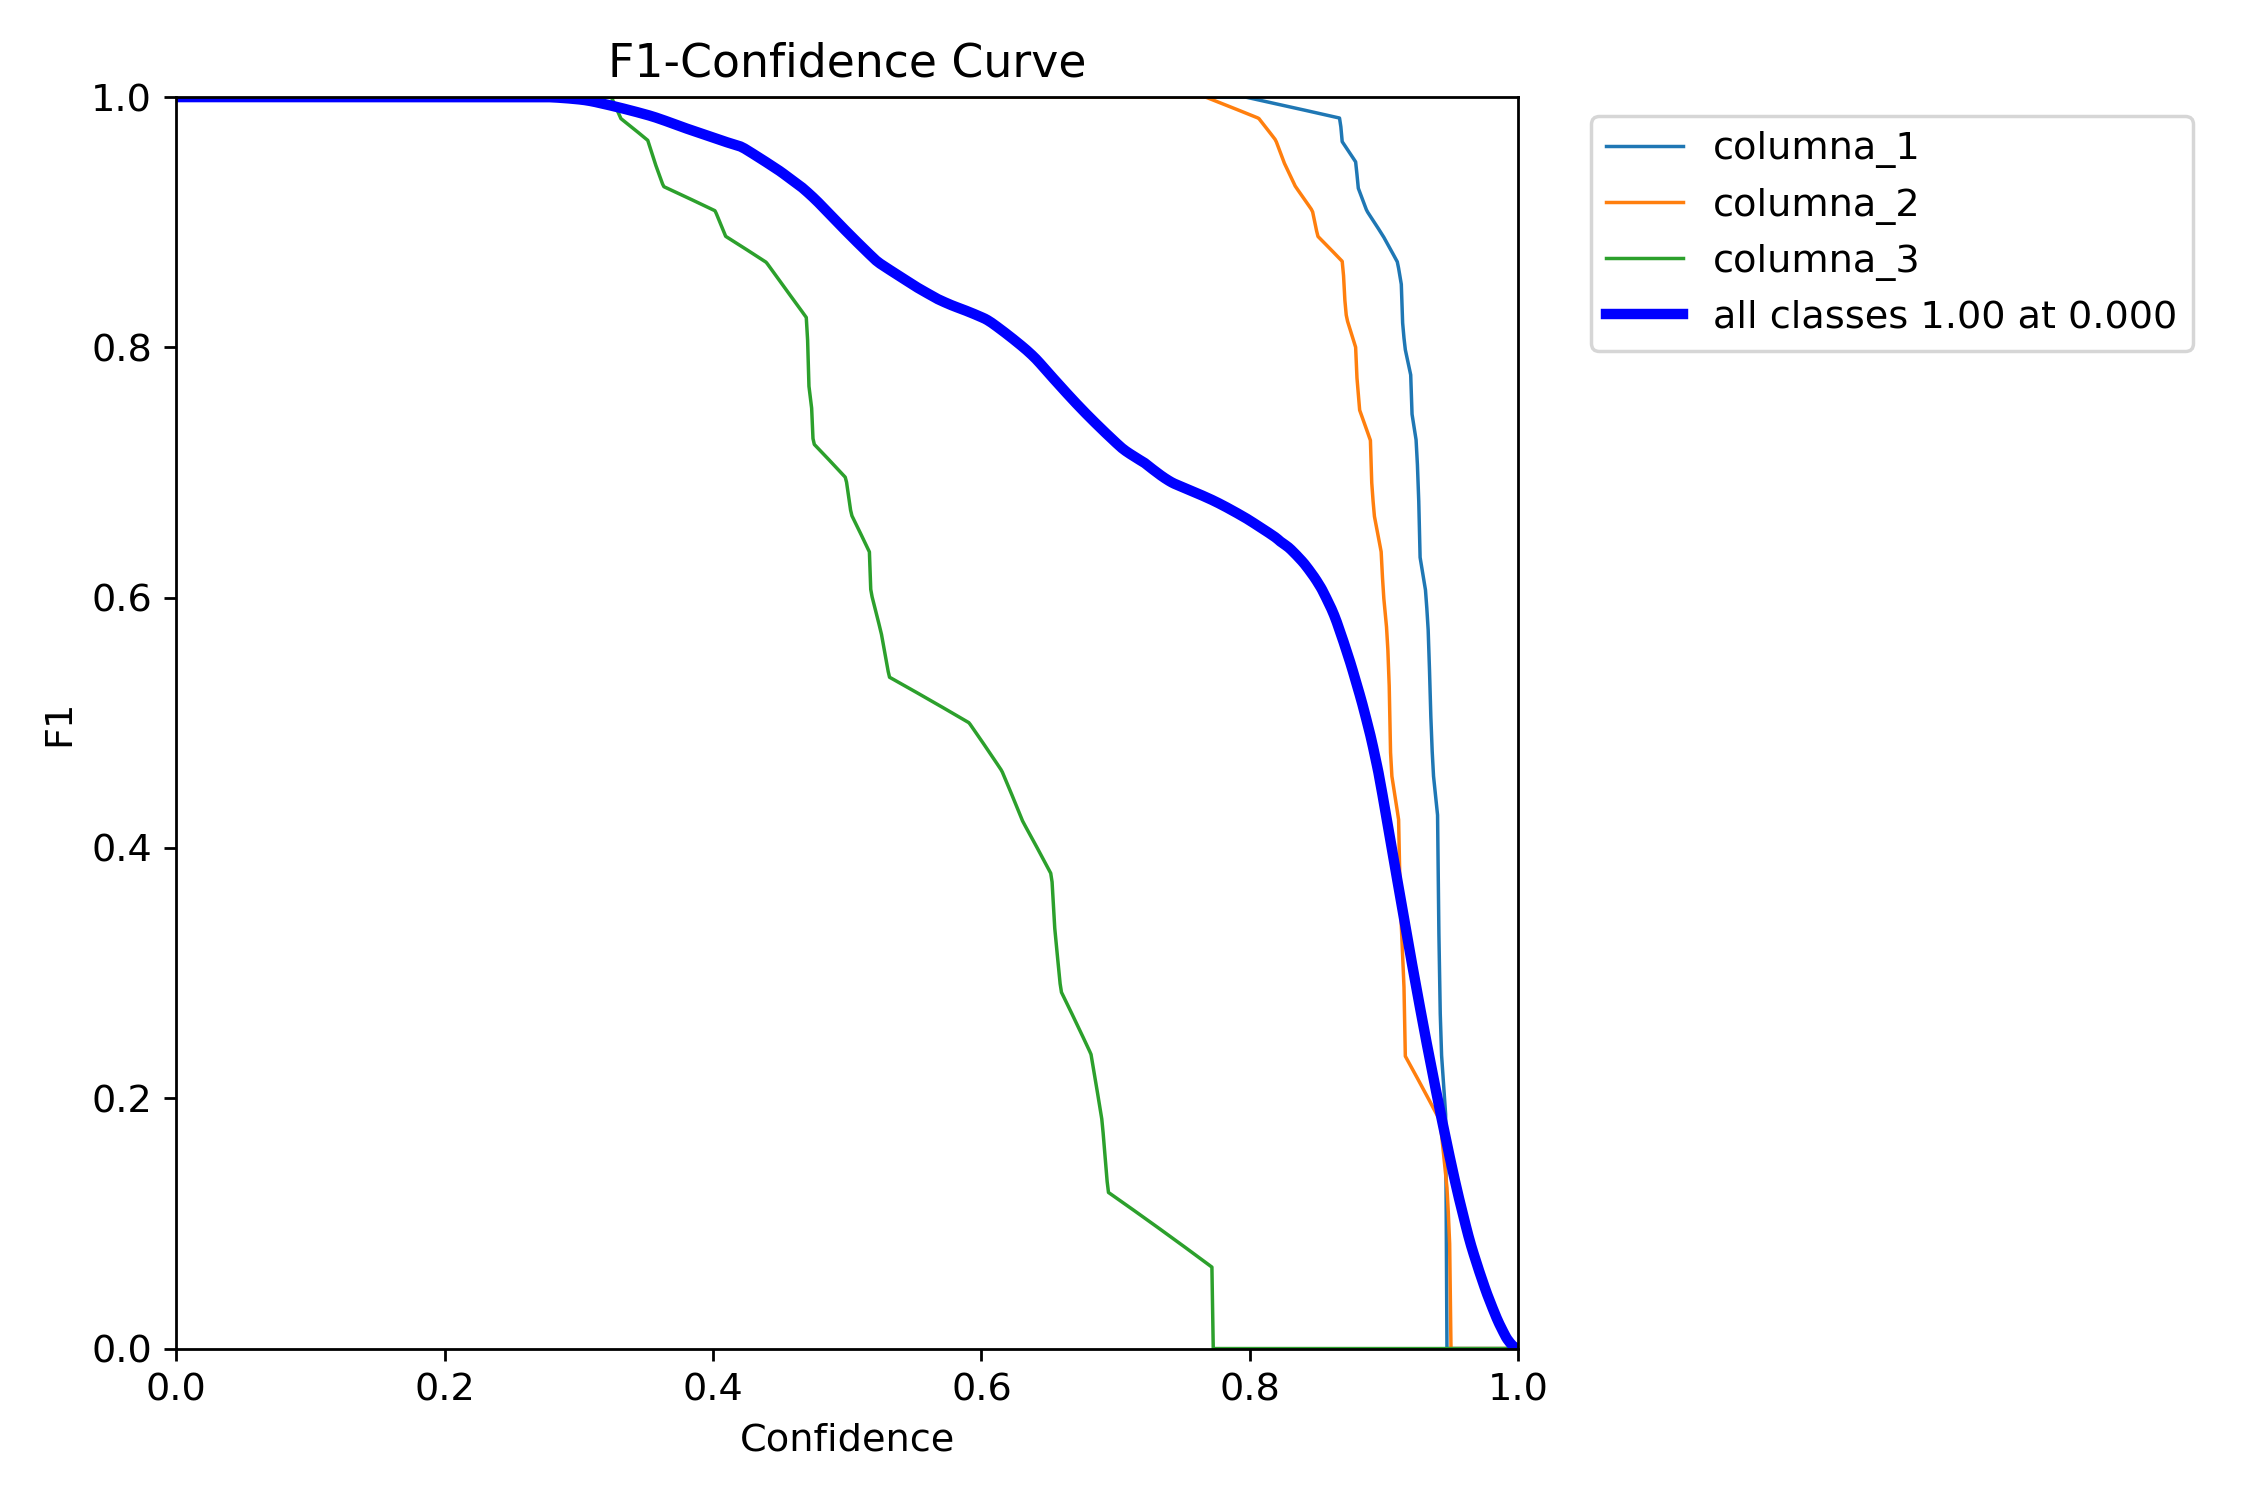 F1-Confidence Curve
1.0
0.8
0.6
0.4
0.2
0.0
F1
0.0 0.2 0.4 0.6 0.8 1.0
Confidence
columna_1
columna_2
columna_3
all classes 1.00 at 0.000